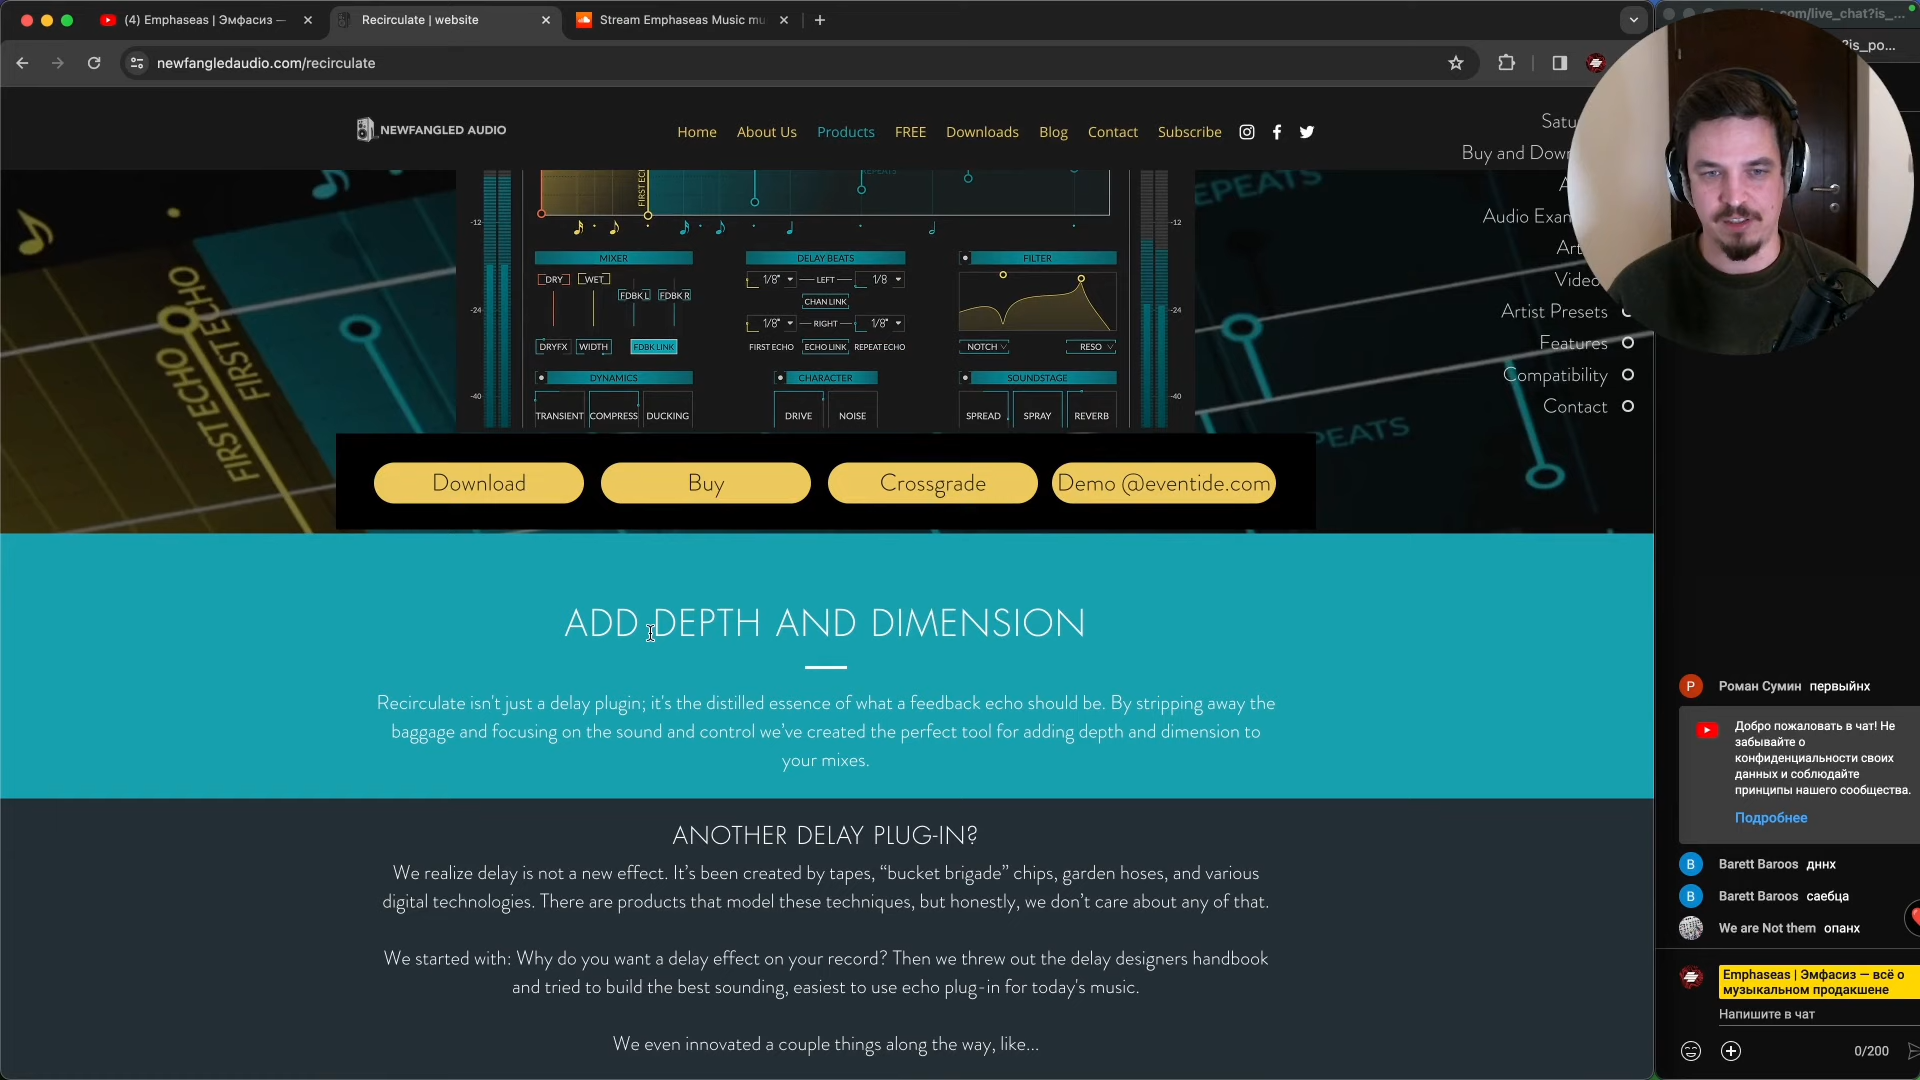 (4) Emphaseas | Эмфасиз —
Recirculate | website
Stream Emphaseas Music mu
newfangledaudio.com/recirculate
NEWFANGLED AUDIO
Home
About Us
Products
FREE
Downloads
Blog
Contact
Subscribe
Buy and Dow
Artist Presets
Features
Compatibility
Contact
FIRST ECHO
FIRST ECHO
REPEATS
REPEATS
-12
-12
-24
-24
-40
-40
MIXER
DELAY BEATS
FILTER
DRY
WET
FDBK L
FDBK R
1/8"
LEFT
1/8
CHAN LINK
1/8"
RIGHT
1/8"
DRYFX
WIDTH
FDBK LINK
FIRST ECHO
ECHO LINK
REPEAT ECHO
NOTCH
RESO
DYNAMICS
CHARACTER
SOUNDSTAGE
TRANSIENT
COMPRESS
DUCKING
DRIVE
NOISE
SPREAD
SPRAY
REVERB
Download
Buy
Crossgrade
Demo @eventide.com
ADD DEPTH AND DIMENSION
Recirculate isn't just a delay plugin; it's the distilled essence of what a feedback echo should be. By stripping away the
baggage and focusing on the sound and control we've created the perfect tool for adding depth and dimension to
your mixes.
ANOTHER DELAY PLUG-IN?
We realize delay is not a new effect. It's been created by tapes, “bucket brigade” chips, garden hoses, and various
digital technologies. There are products that model these techniques, but honestly, we don't care about any of that.
We started with: Why do you want a delay effect on your record? Then we threw out the delay designers handbook
and tried to build the best sounding, easiest to use echo plug-in for today's music.
We even innovated a couple things along the way, like...
Роман Сумин первыйнх
Добро пожаловать в чат! Не
забывайте о
конфиденциальности своих
данных и соблюдайте
принципы нашего сообщества.
Подробнее
Barett Baroos дннх
Barett Baroos саебца
We are Not them опанх
Emphaseas | Эмфасиз — всё о
музыкальном продакшене
Напишите в чат
0/200